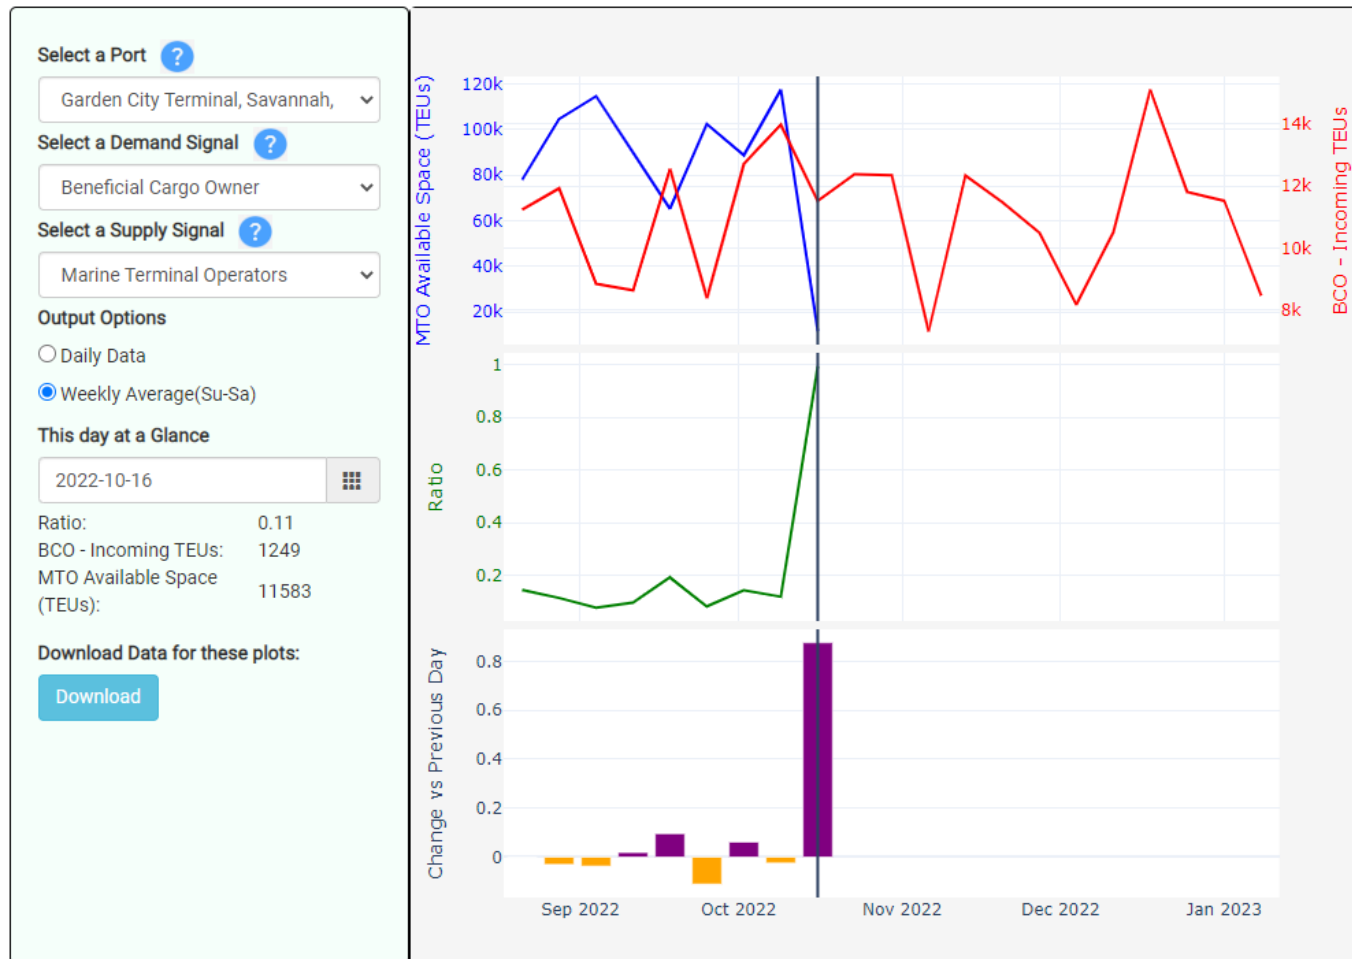 Select a Port ?
Garden City Terminal, Savannah,
Select a Demand Signal ?
Beneficial Cargo Owner
Select a Supply Signal ?
Marine Terminal Operators
Output Options
Daily Data
Weekly Average(Su-Sa)
This day at a Glance
2022-10-16
Ratio: 0.11
BCO - Incoming TEUs: 1249
MTO Available Space
(TEUs): 11583
Download Data for these plots:
Download
MTO Available Space (TEUs)
120k
100k
80k
60k
40k
20k
BCO - Incoming TEUs
14k
12k
10k
8k
Ratio
1
0.8
0.6
0.4
0.2
Change vs Previous Day
0.8
0.6
0.4
0.2
0
Sep 2022 Oct 2022 Nov 2022 Dec 2022 Jan 2023